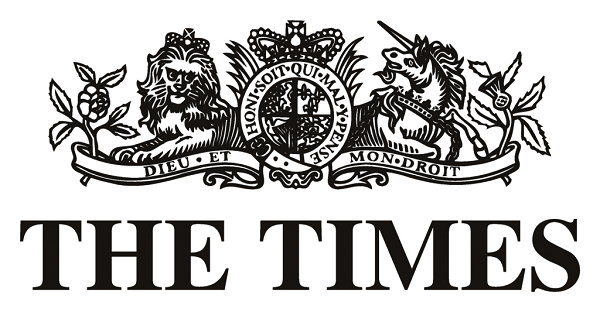 HONI·SOIT·QUI·MAL·Y·PENSE
DIEU · ET MON · DROIT
THE TIMES